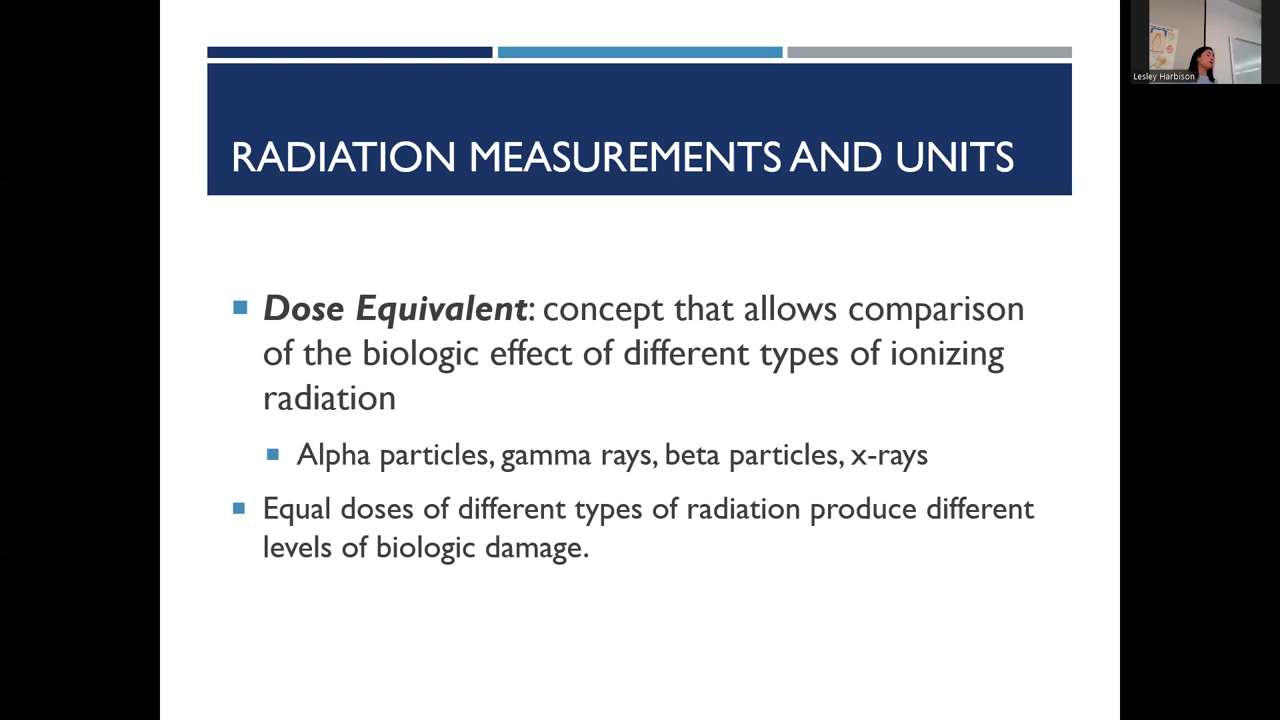 Lesley Harbison
RADIATION MEASUREMENTS AND UNITS
Dose Equivalent: concept that allows comparison
of the biologic effect of different types of ionizing
radiation
Alpha particles, gamma rays, beta particles, x-rays
Equal doses of different types of radiation produce different
levels of biologic damage.